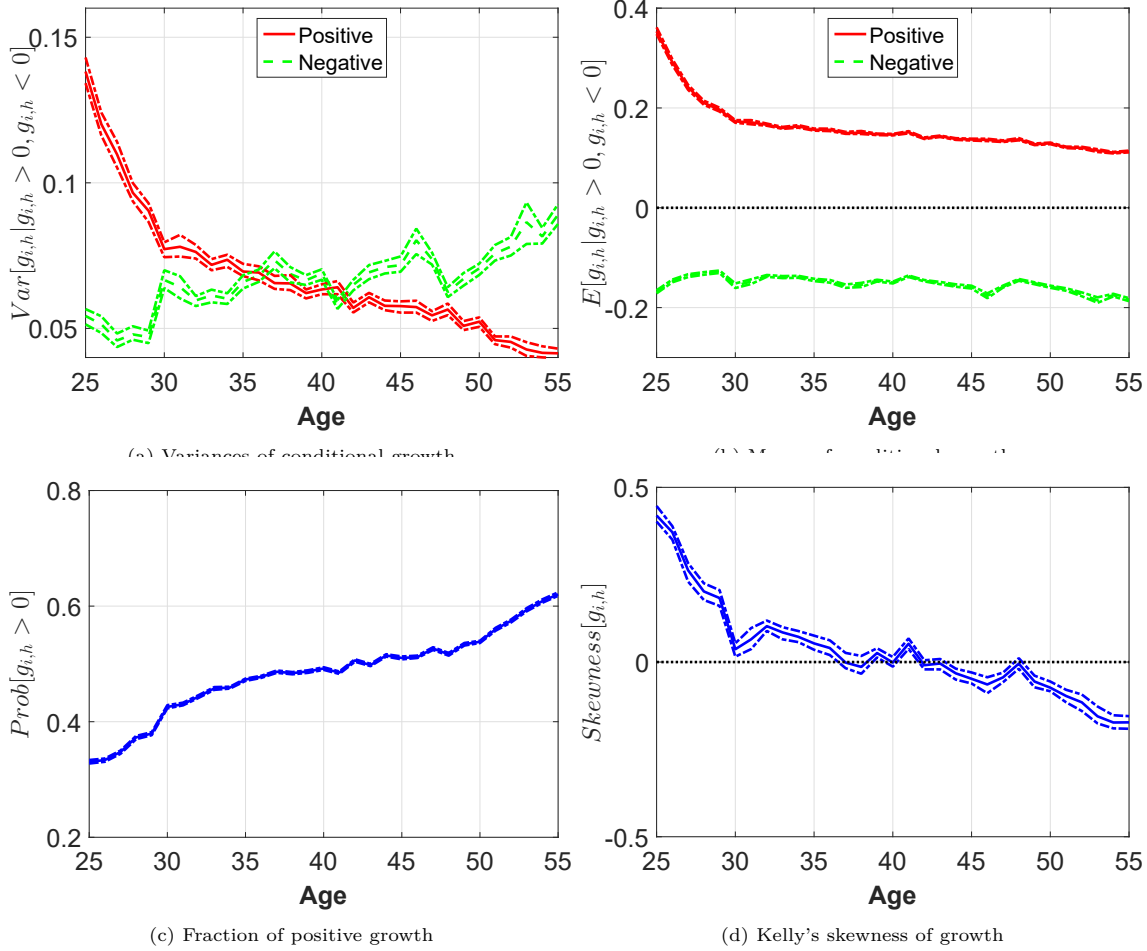 0.15
0.1
0.05
Var[g_{i,h}|g_{i,h} > 0, g_{i,h} < 0]
Positive
Negative
25 30 35 40 45 50 55
Age
0.4
0.2
0
-0.2
E[g_{i,h}|g_{i,h} > 0, g_{i,h} < 0]
Positive
Negative
25 30 35 40 45 50 55
Age
(a) Variances of conditional growth
0.8
0.6
0.4
0.2
Prob[g_{i,h} > 0]
25 30 35 40 45 50 55
Age
(c) Fraction of positive growth
0.5
0
-0.5
Skewness[g_{i,h}]
25 30 35 40 45 50 55
Age
(d) Kelly's skewness of growth